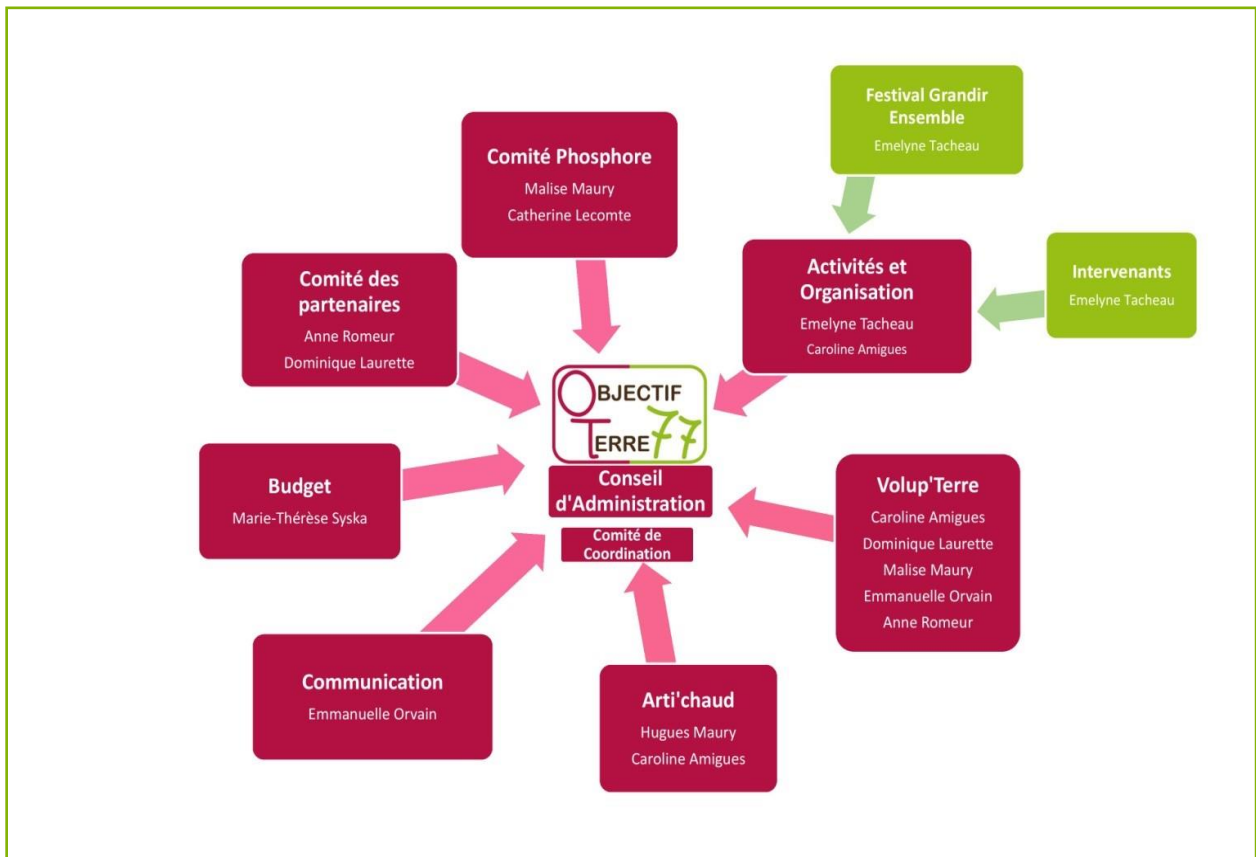 Festival Grandir
Ensemble
Emelyne Tacheau
Comité Phosphore
Malise Maury
Catherine Lecomte
Activités et
Organisation
Emelyne Tacheau
Caroline Amigues
Intervenants
Emelyne Tacheau
Comité des
partenaires
Anne Romeur
Dominique Laurette
OBJECTIF
TERRE 77
Conseil
d'Administration
Comité de
Coordination
Budget
Marie-Thérèse Syska
Volup'Terre
Caroline Amigues
Dominique Laurette
Malise Maury
Emmanuelle Orvain
Anne Romeur
Communication
Emmanuelle Orvain
Arti'chaud
Hugues Maury
Caroline Amigues